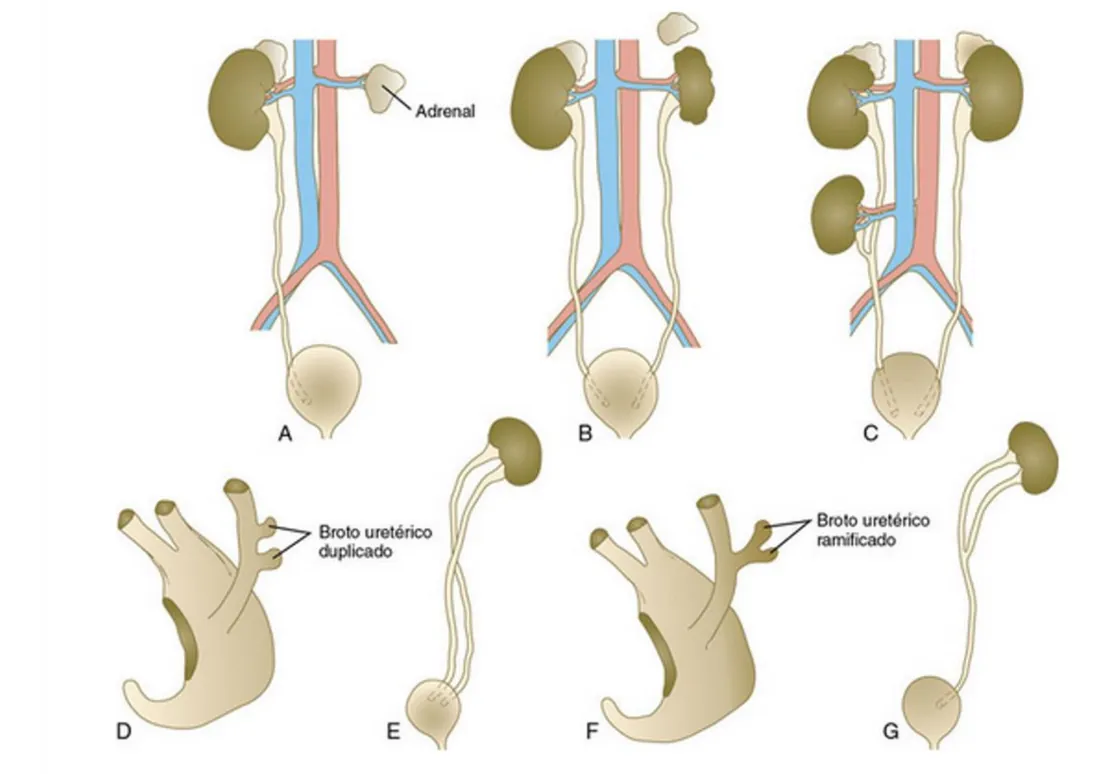 Adrenal
A
B
C
Broto uretérico
duplicado
Broto uretérico
ramificado
D
E
F
G